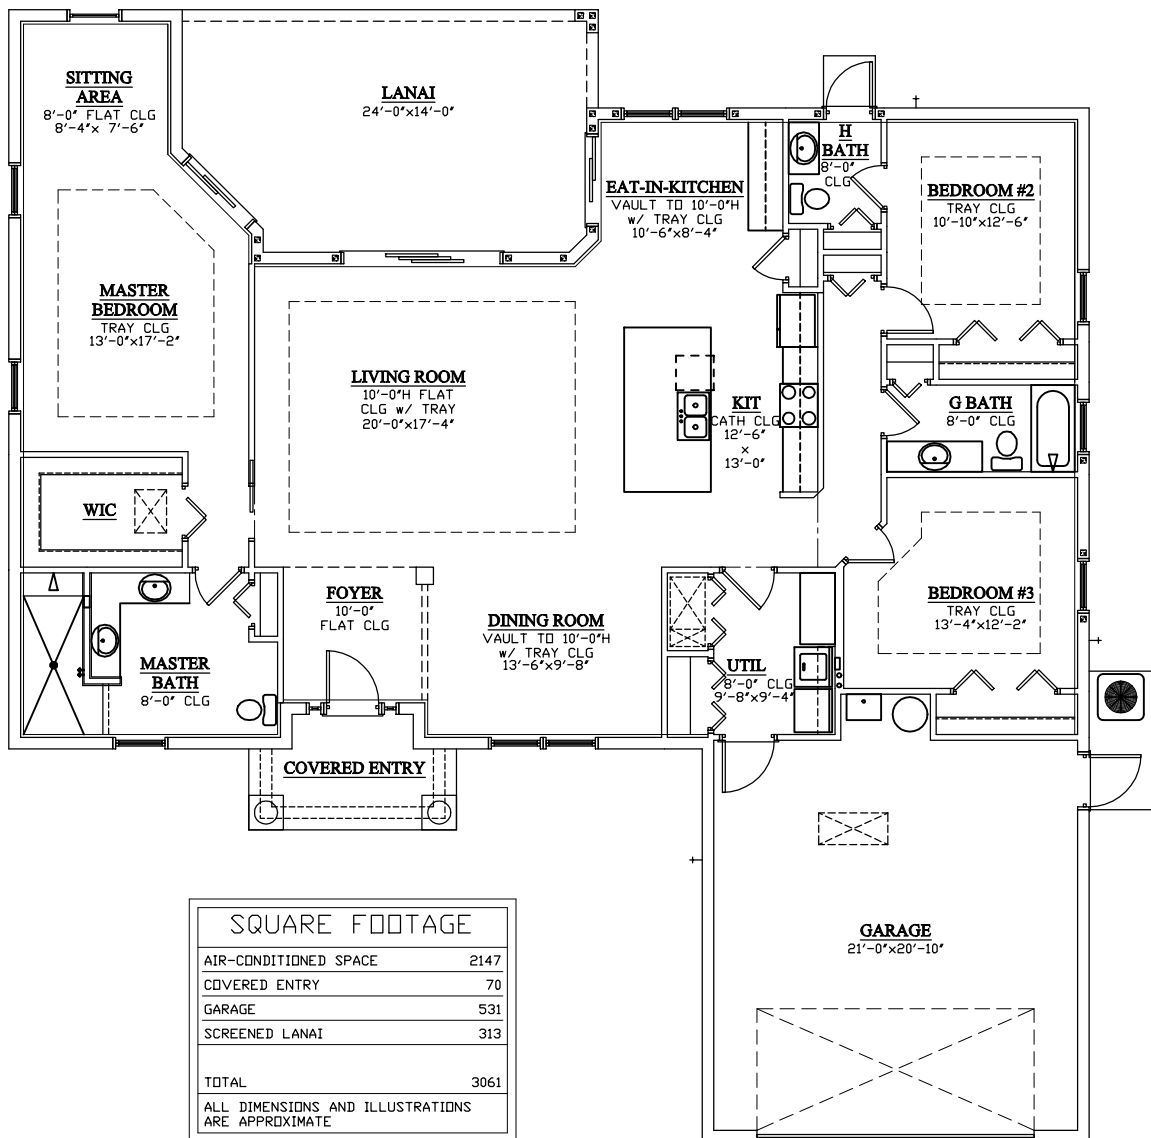 SITTING
AREA
8'-0" FLAT CLG
8'-4"x 7'-6"
LANAI
24'-0"x14'-0"
EAT-IN-KITCHEN
VAULT TO 10'-0"H
w/ TRAY CLG
10'-6"x8'-4"
H
BATH
8'-0"
CLG
BEDROOM #2
TRAY CLG
10'-10"x12'-6"
MASTER
BEDROOM
TRAY CLG
13'-0"x17'-2"
LIVING ROOM
10'-0"H FLAT
CLG w/ TRAY
20'-0"x17'-4"
KIT
CATH CLG
12'-6"
x
13'-0"
G BATH
8'-0" CLG
WIC
FOYER
10'-0"
FLAT CLG
DINING ROOM
VAULT TO 10'-0"H
w/ TRAY CLG
13'-6"x9'-8"
BEDROOM #3
TRAY CLG
13'-4"x12'-2"
MASTER
BATH
8'-0" CLG
UTIL
8'-0" CLG
9'-8"x9'-4"
COVERED ENTRY
GARAGE
21'-0"x20'-10"
SQUARE FOOTAGE
AIR-CONDITIONED SPACE 2147
COVERED ENTRY 70
GARAGE 531
SCREENED LANAI 313
TOTAL 3061
ALL DIMENSIONS AND ILLUSTRATIONS
ARE APPROXIMATE